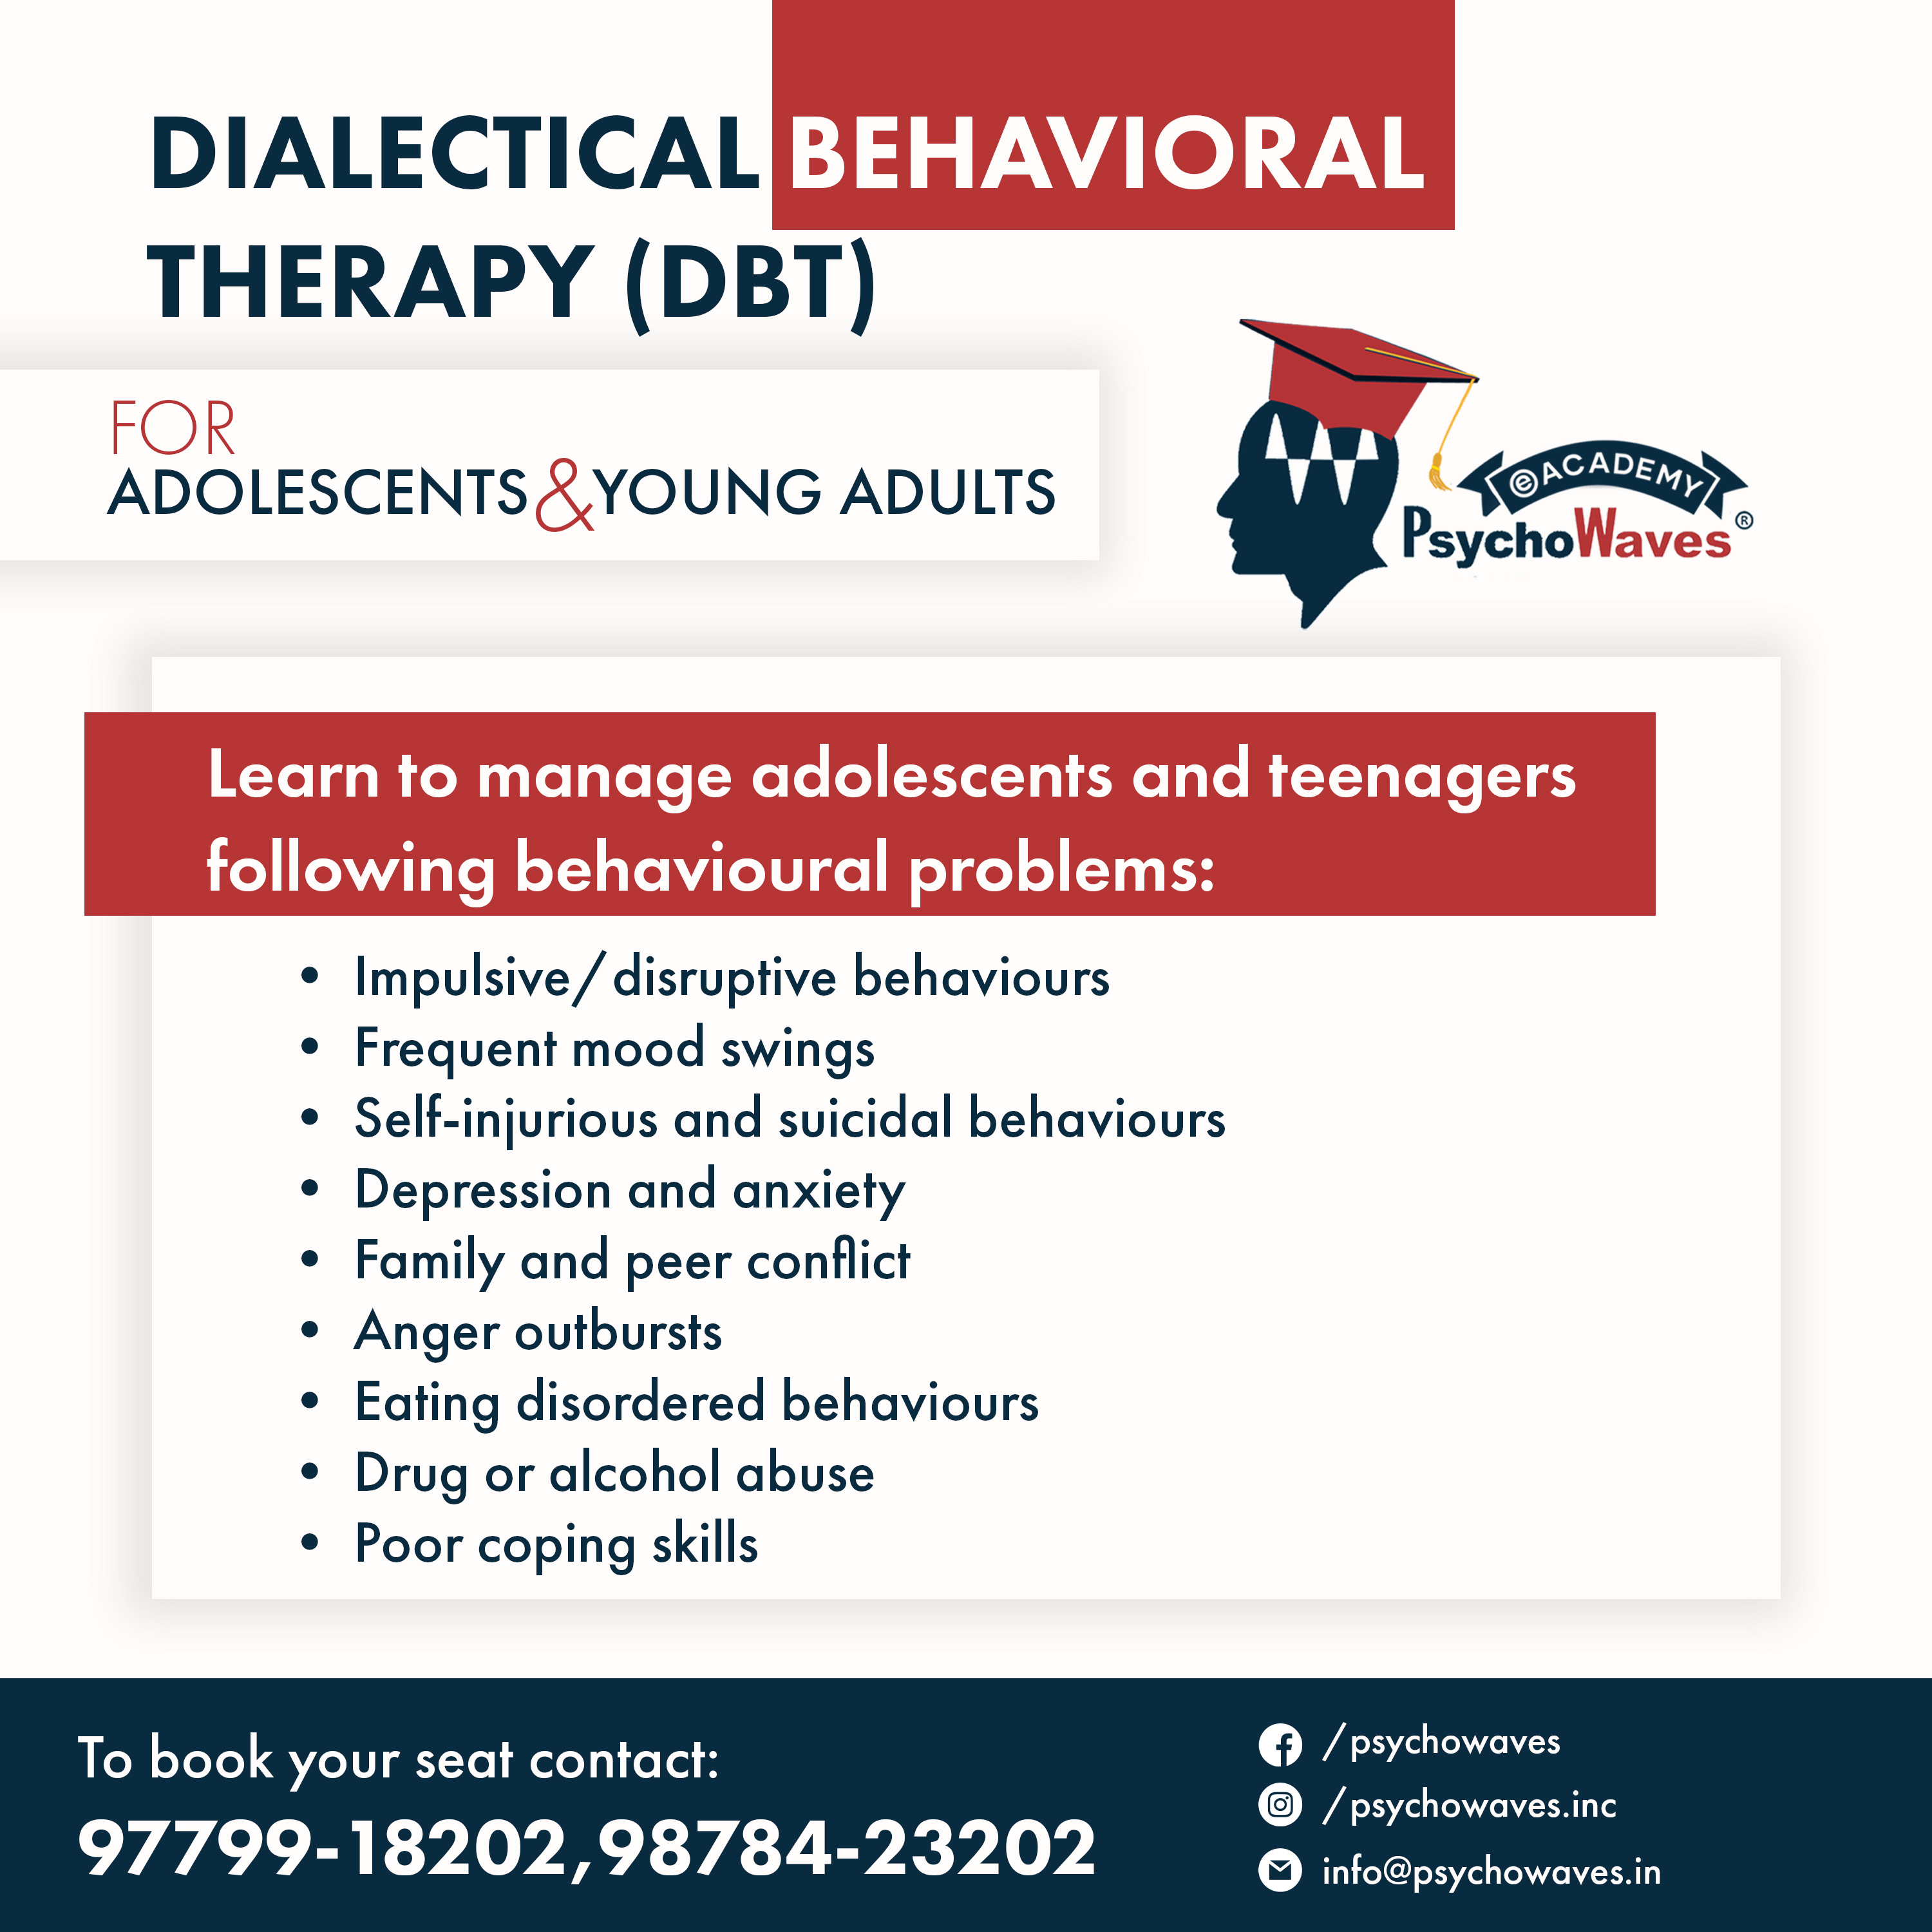 DIALECTICAL BEHAVIORAL
THERAPY (DBT)
FOR
ADOLESCENTS & YOUNG ADULTS
eACADEMY
PsychoWaves®
Learn to manage adolescents and teenagers
following behavioural problems:
• Impulsive/disruptive behaviours
• Frequent mood swings
• Self-injurious and suicidal behaviours
• Depression and anxiety
• Family and peer conflict
• Anger outbursts
• Eating disordered behaviours
• Drug or alcohol abuse
• Poor coping skills
To book your seat contact:
97799-18202,98784-23202
/psychowaves
/psychowaves.inc
info@psychowaves.in